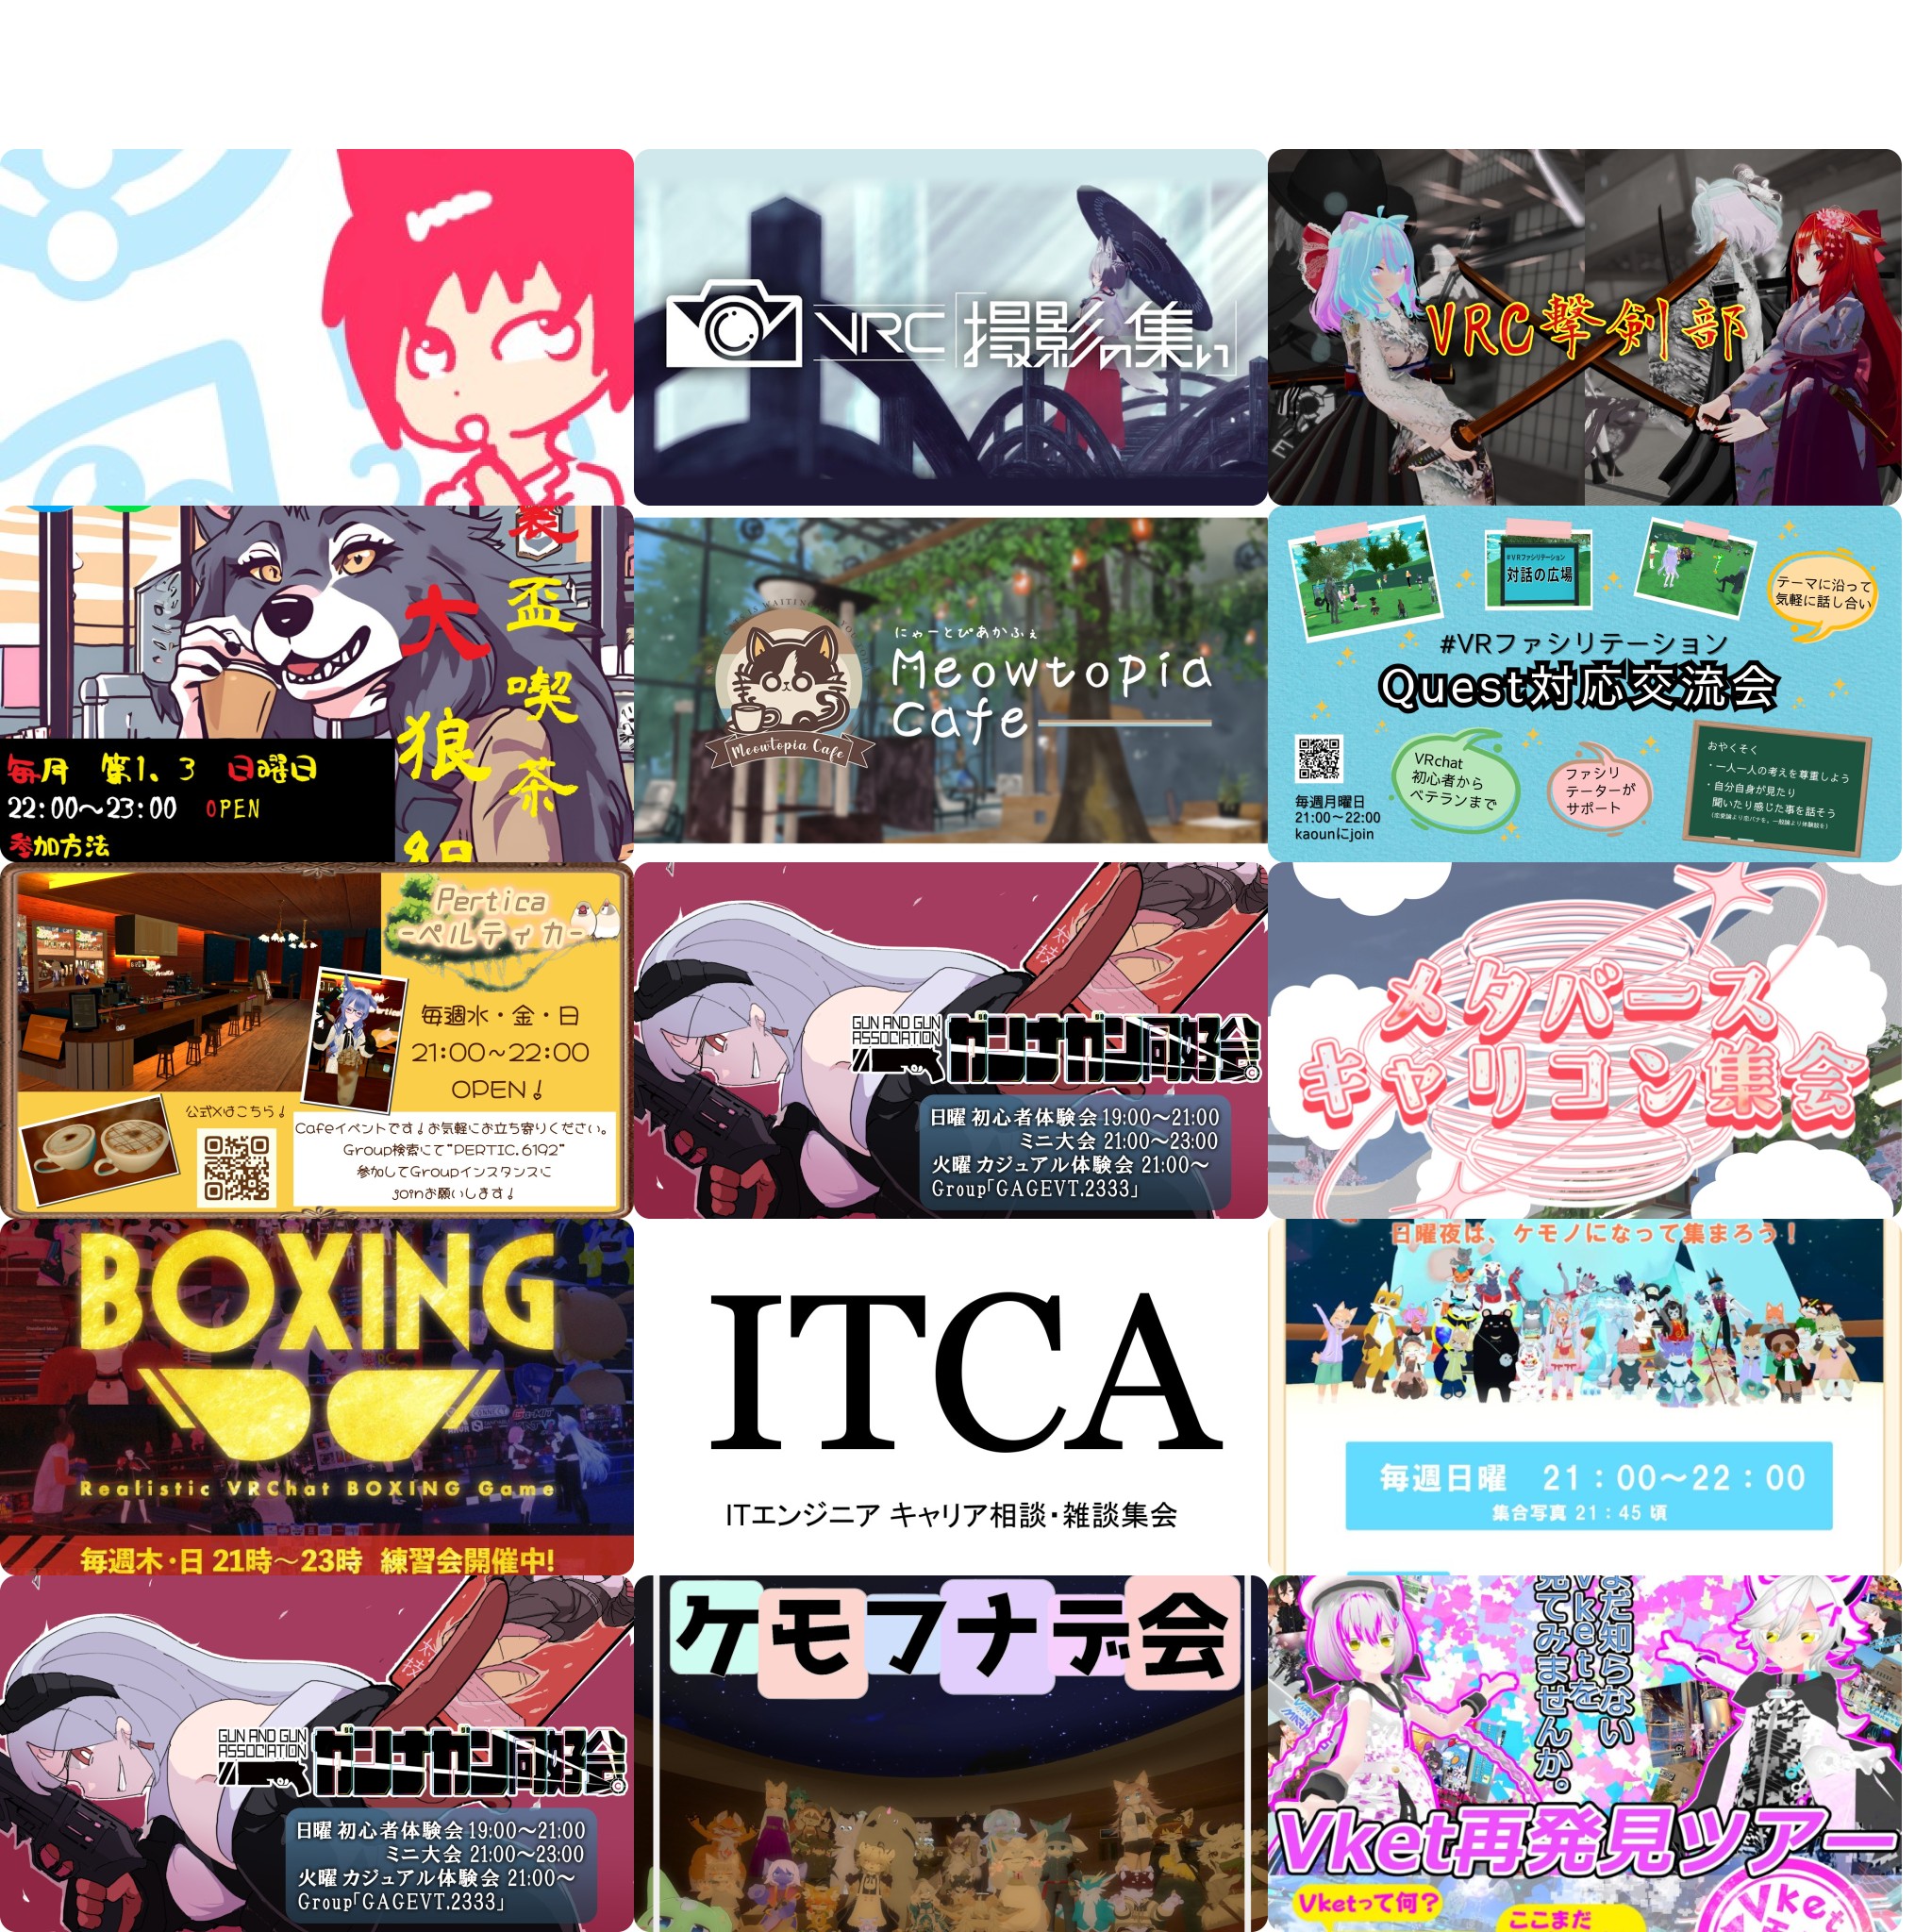 VRC 撮影の集い
VRC撃剣部
裏
盃
喫
茶
大
狼
組
毎月 第1、3 日曜日
22:00〜23:00 OPEN
参加方法
にゃーとぴあかふぇ
Meowtopia
Cafe
Meowtopia Cafe
#VRファシリテーション
対話の広場
テーマに沿って
気軽に話し合い
#VRファシリテーション
Quest対応交流会
VRchat
初心者から
ベテランまで
ファシリ
テーターが
サポート
おやくそく
・一人一人の考えを尊重しよう
・自分自身が見たり
聞いたり感じた事を話そう
毎週月曜日
21:00〜22:00
kaounにjoin
Pertica
-ペルティカ-
毎週水・金・日
21:00~22:00
OPEN!
公式Xはこちら!
Cafeイベントです!お気軽にお立ち寄りください。
Group検索にて"PERTIC.6192"
参加してGroupインスタンスに
joinお願いします!
GUN AND GUN
ASSOCIATION
ガンナガン同好会
日曜 初心者体験会 19:00〜21:00
ミニ大会 21:00〜23:00
火曜 カジュアル体験会 21:00〜
Group「GAGEVT.2333」
メタバース
キャリコン集会
BOXING
Realistic VRChat BOXING Game
毎週木・日 21時〜23時 練習会開催中!
ITCA
ITエンジニア キャリア相談・雑談集会
日曜夜は、ケモノになって集まろう!
毎週日曜 21:00〜22:00
集合写真 21:45 頃
GUN AND GUN
ASSOCIATION
ガンナガン同好会
日曜 初心者体験会 19:00〜21:00
ミニ大会 21:00〜23:00
火曜 カジュアル体験会 21:00〜
Group「GAGEVT.2333」
ケモフナデ会
まだ知らない
Vketを
見てみませんか。
Vket再発見ツアー
Vketって何?
ここまだ
Vket